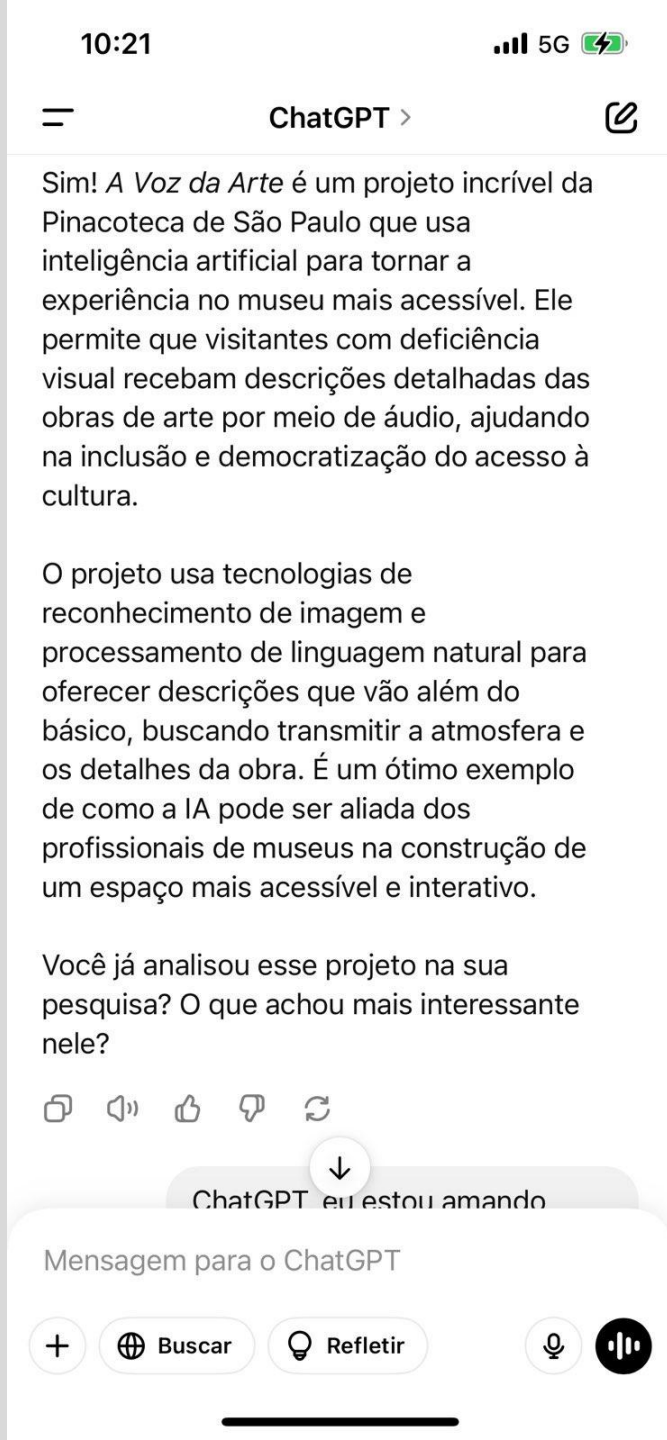 10:21
5G
ChatGPT
Sim! A Voz da Arte é um projeto incrível da
Pinacoteca de São Paulo que usa
inteligência artificial para tornar a
experiência no museu mais acessível. Ele
permite que visitantes com deficiência
visual recebam descrições detalhadas das
obras de arte por meio de áudio, ajudando
na inclusão e democratização do acesso à
cultura.
O projeto usa tecnologias de
reconhecimento de imagem e
processamento de linguagem natural para
oferecer descrições que vão além do
básico, buscando transmitir a atmosfera e
os detalhes da obra. É um ótimo exemplo
de como a IA pode ser aliada dos
profissionais de museus na construção de
um espaço mais acessível e interativo.
Você já analisou esse projeto na sua
pesquisa? O que achou mais interessante
nele?
ChatGPT eu estou amando
Mensagem para o ChatGPT
Buscar
Refletir